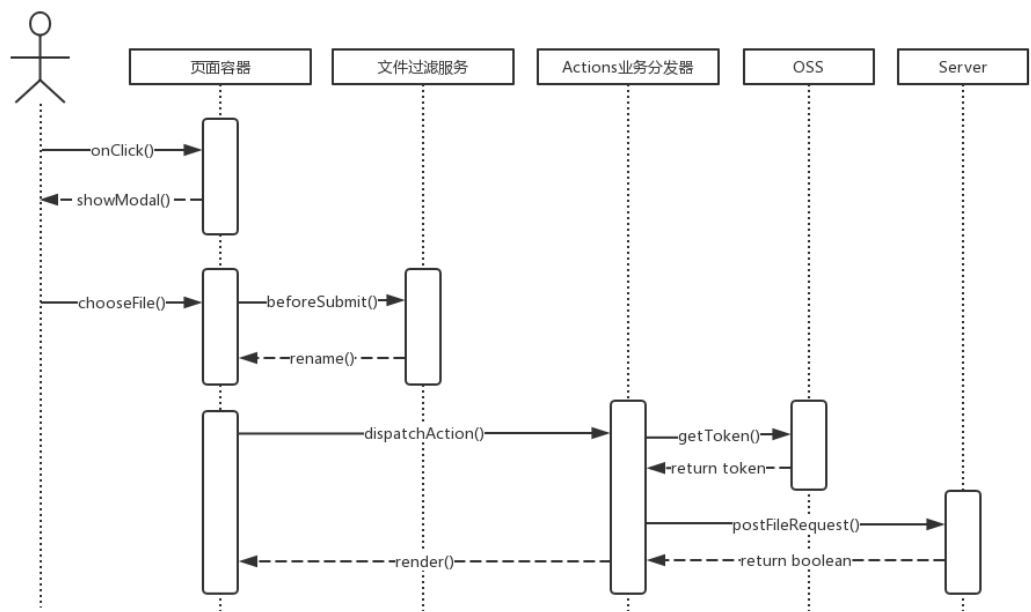 页面容器
文件过滤服务
Actions业务分发器
OSS
Server
onClick()
showModal()
chooseFile()
beforeSubmit()
rename()
dispatchAction()
getToken()
return token
postFileRequest()
return boolean
render()